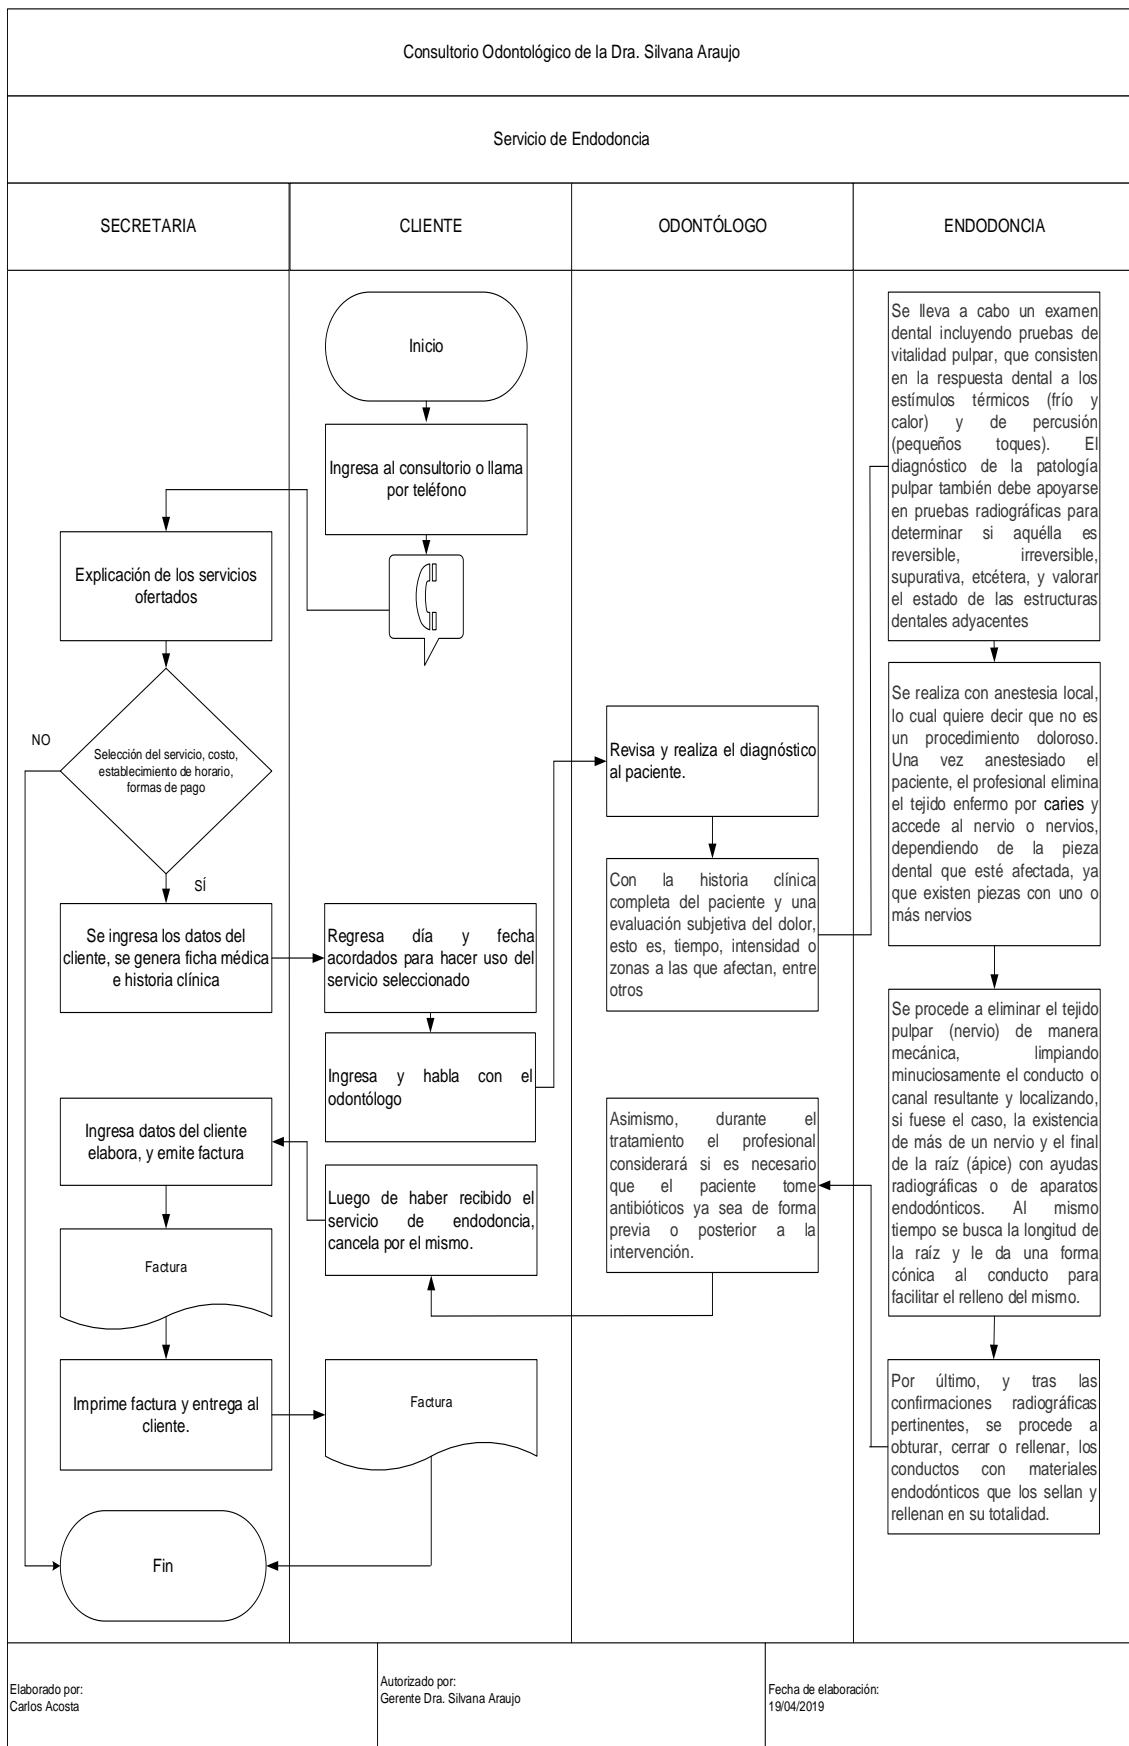 Consultorio Odontológico de la Dra. Silvana Araujo
Servicio de Endodoncia
SECRETARIA
CLIENTE
ODONTÓLOGO
ENDODONCIA
Inicio
Ingresa al consultorio o llama
por teléfono
Explicación de los servicios
ofertados
NO
Selección del servicio, costo,
establecimiento de horario,
formas de pago
SÍ
Se ingresa los datos del
cliente, se genera ficha médica
e historia clínica
Regresa día y fecha
acordados para hacer uso del
servicio seleccionado
Ingresa y habla con el
odontólogo
Revisa y realiza el diagnóstico
al paciente.
Con la historia clínica
completa del paciente y una
evaluación subjetiva del dolor,
esto es, tiempo, intensidad o
zonas a las que afectan, entre
otros
Se lleva a cabo un examen
dental incluyendo pruebas de
vitalidad pulpar, que consisten
en la respuesta dental a los
estímulos térmicos (frío y
calor) y de percusión
(pequeños toques). El
diagnóstico de la patología
pulpar también debe apoyarse
en pruebas radiográficas para
determinar si aquélla es
reversible, irreversible,
supurativa, etcétera, y valorar
el estado de las estructuras
dentales adyacentes
Se realiza con anestesia local,
lo cual quiere decir que no es
un procedimiento doloroso.
Una vez anestesiado el
paciente, el profesional elimina
el tejido enfermo por caries y
accede al nervio o nervios,
dependiendo de la pieza
dental que esté afectada, ya
que existen piezas con uno o
más nervios
Se procede a eliminar el tejido
pulpar (nervio) de manera
mecánica, limpiando
minuciosamente el conducto o
canal resultante y localizando,
si fuese el caso, la existencia
de más de un nervio y el final
de la raíz (ápice) con ayudas
radiográficas o de aparatos
endodónticos. Al mismo
tiempo se busca la longitud de
la raíz y le da una forma
cónica al conducto para
facilitar el relleno del mismo.
Por último, y tras las
confirmaciones radiográficas
pertinentes, se procede a
obturar, cerrar o rellenar, los
conductos con materiales
endodónticos que los sellan y
rellenan en su totalidad.
Asimismo, durante el
tratamiento el profesional
considerará si es necesario
que el paciente tome
antibióticos ya sea de forma
previa o posterior a la
intervención.
Luego de haber recibido el
servicio de endodoncia,
cancela por el mismo.
Ingresa datos del cliente
elabora, y emite factura
Factura
Imprime factura y entrega al
cliente.
Factura
Fin
Elaborado por:
Carlos Acosta
Autorizado por:
Gerente Dra. Silvana Araujo
Fecha de elaboración:
19/04/2019